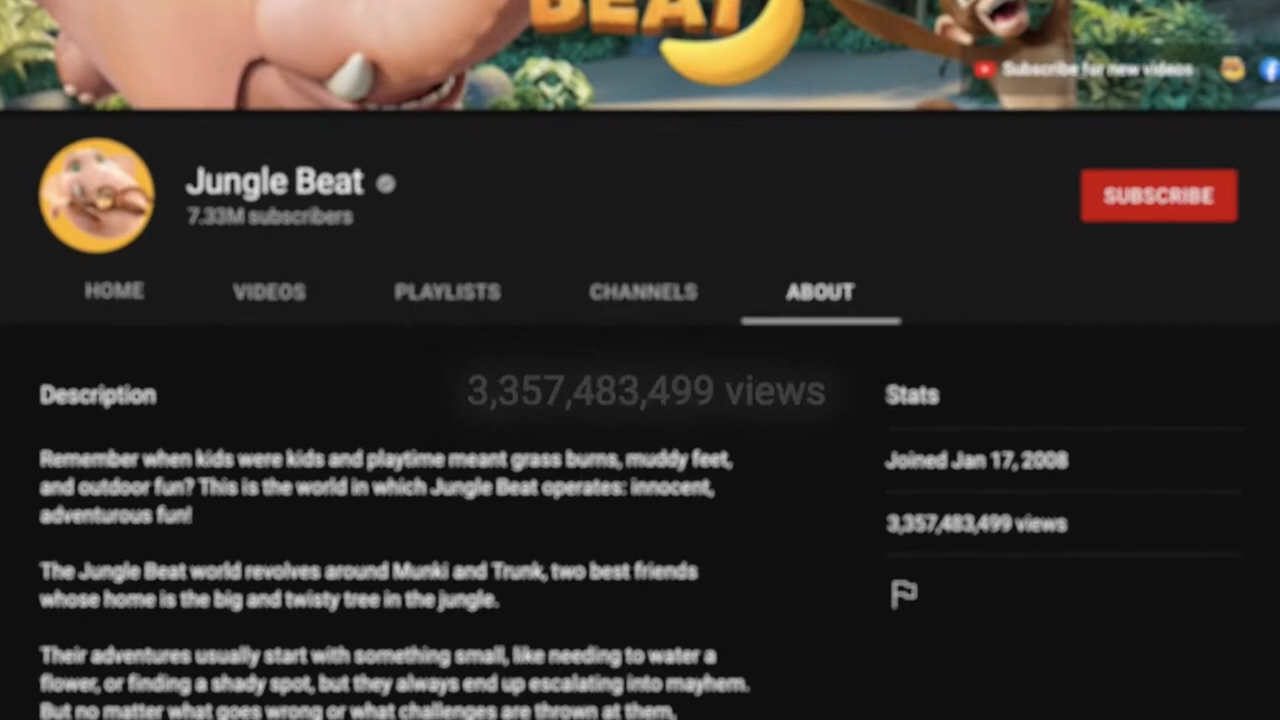 BEAT
Subscribe for new videos
Jungle Beat
7.33M subscribers
SUBSCRIBE
HOME VIDEOS PLAYLISTS CHANNELS ABOUT
Description
3,357,483,499 views
Stats
Remember when kids were kids and playtime meant grass burns, muddy feet,
and outdoor fun? This is the world in which Jungle Beat operates: innocent,
adventurous fun!
Joined Jan 17, 2008
3,357,483,499 views
The Jungle Beat world revolves around Munki and Trunk, two best friends
whose home is the big and twisty tree in the jungle.
Their adventures usually start with something small, like needing to water a
flower, or finding a shady spot, but they always end up escalating into mayhem.
But no matter what goes wrong or what challenges are thrown at them,